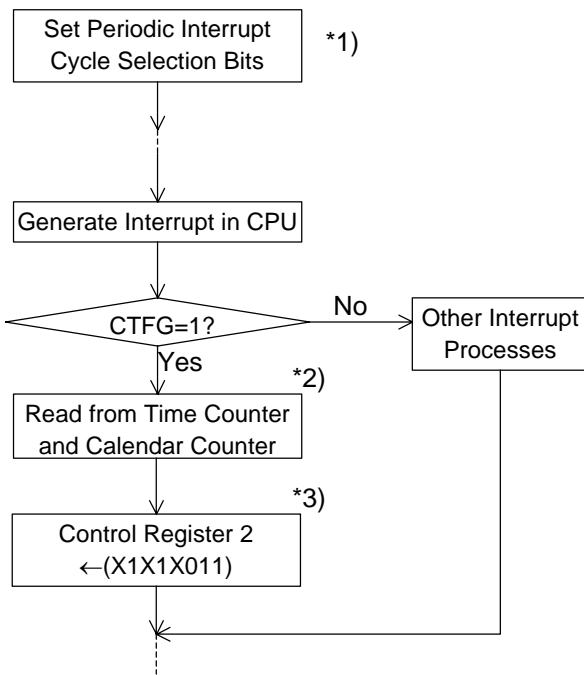 Set Periodic Interrupt
Cycle Selection Bits
*1)
Generate Interrupt in CPU
CTFG=1?
No
Other Interrupt
Processes
Yes
*2)
Read from Time Counter
and Calendar Counter
*3)
Control Register 2
←(X1X1X011)